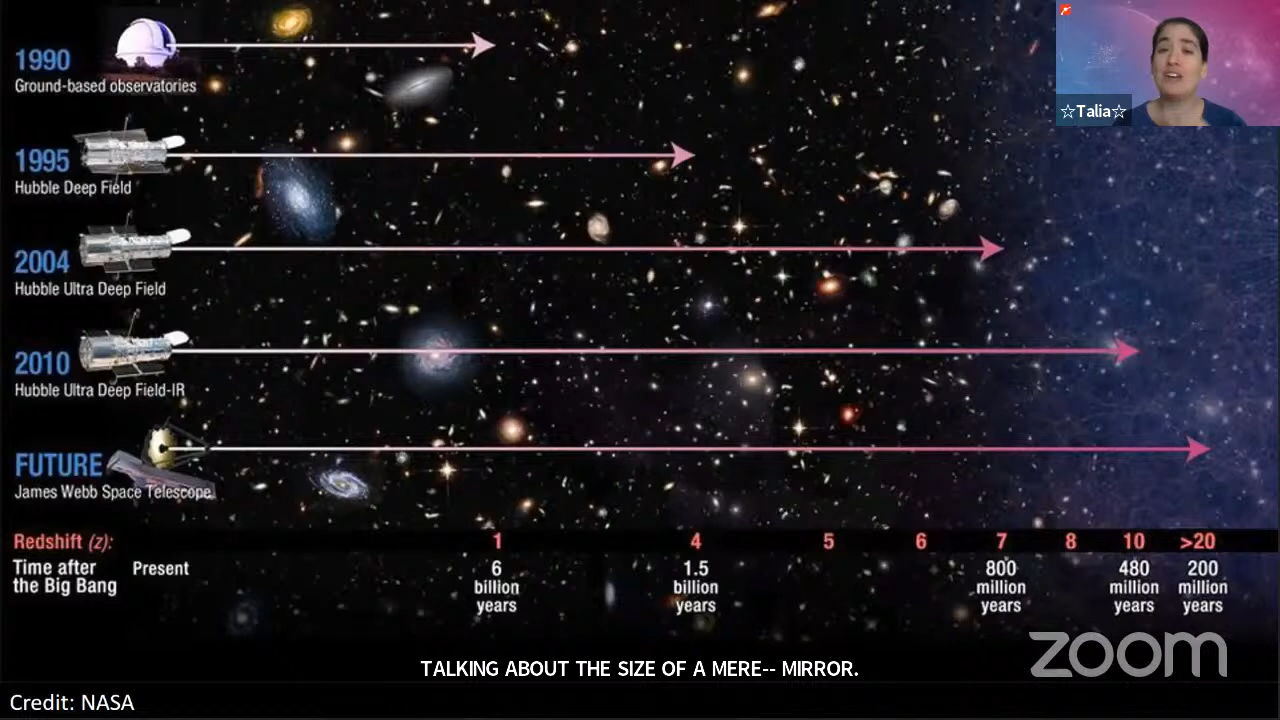 1990
Ground-based observatories
☆Talia☆
1995
Hubble Deep Field
2004
Hubble Ultra Deep Field
2010
Hubble Ultra Deep Field-IR
FUTURE
James Webb Space Telescope
Redshift (z): 1 4 5 6 7 8 10 >20
Time after
the Big Bang
Present
6
billion
years
1.5
billion
years
800
million
years
480
million
years
200
million
years
zoom
TALKING ABOUT THE SIZE OF A MERE-- MIRROR.
Credit: NASA